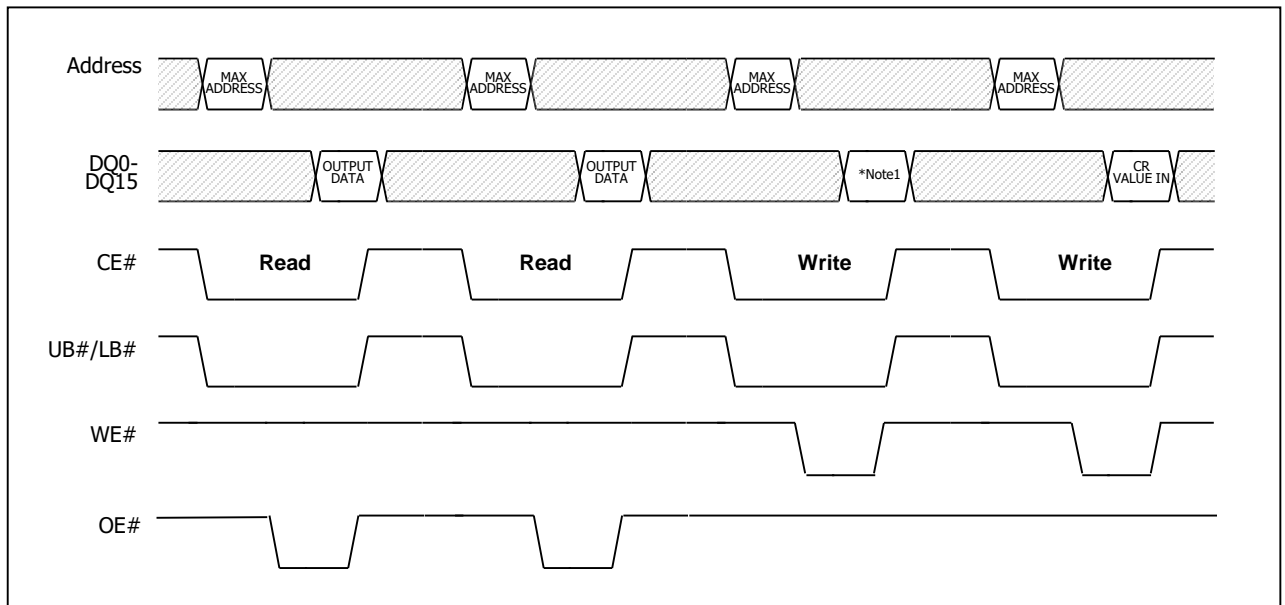 Address
MAX
ADDRESS
MAX
ADDRESS
MAX
ADDRESS
MAX
ADDRESS
DQ0-
DQ15
OUTPUT
DATA
OUTPUT
DATA
*Note1
CR
VALUE IN
CE#
Read
Read
Write
Write
UB#/LB#
WE#
OE#